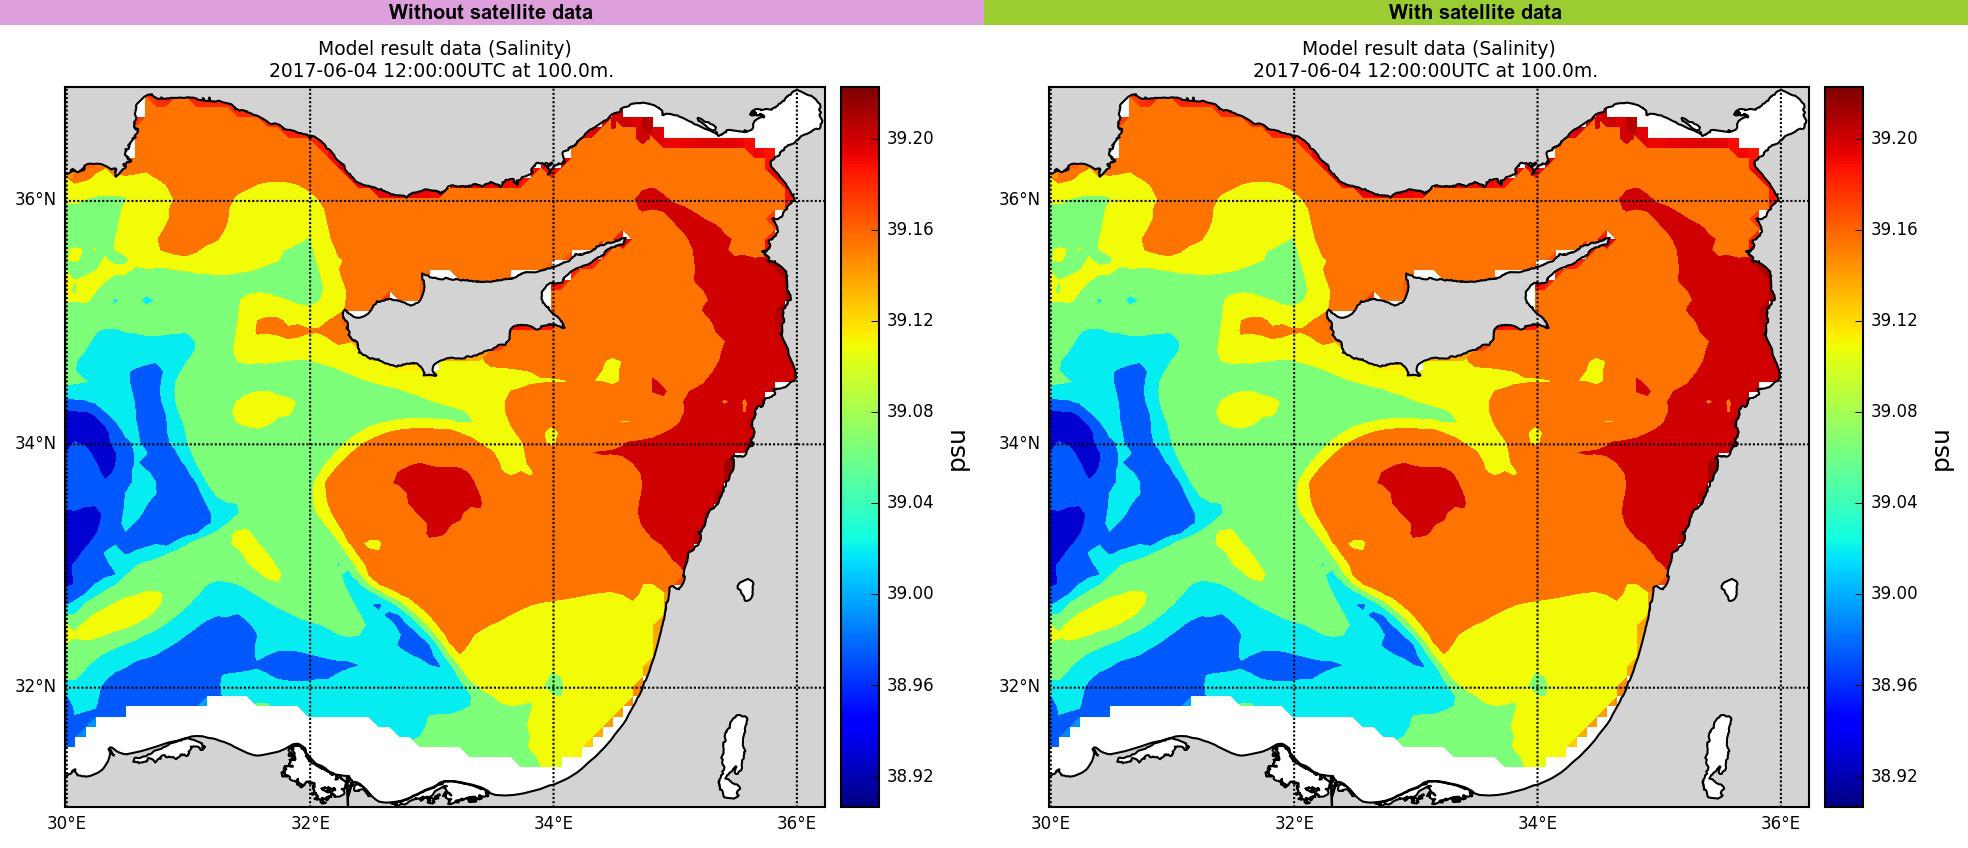 Without satellite data
Model result data (Salinity)
2017-06-04 12:00:00UTC at 100.0m.
36°N
34°N
32°N
30°E
32°E
34°E
36°E
39.20
39.16
39.12
39.08
39.04
39.00
38.96
38.92
psu
With satellite data
Model result data (Salinity)
2017-06-04 12:00:00UTC at 100.0m.
36°N
34°N
32°N
30°E
32°E
34°E
36°E
39.20
39.16
39.12
39.08
39.04
39.00
38.96
38.92
psu